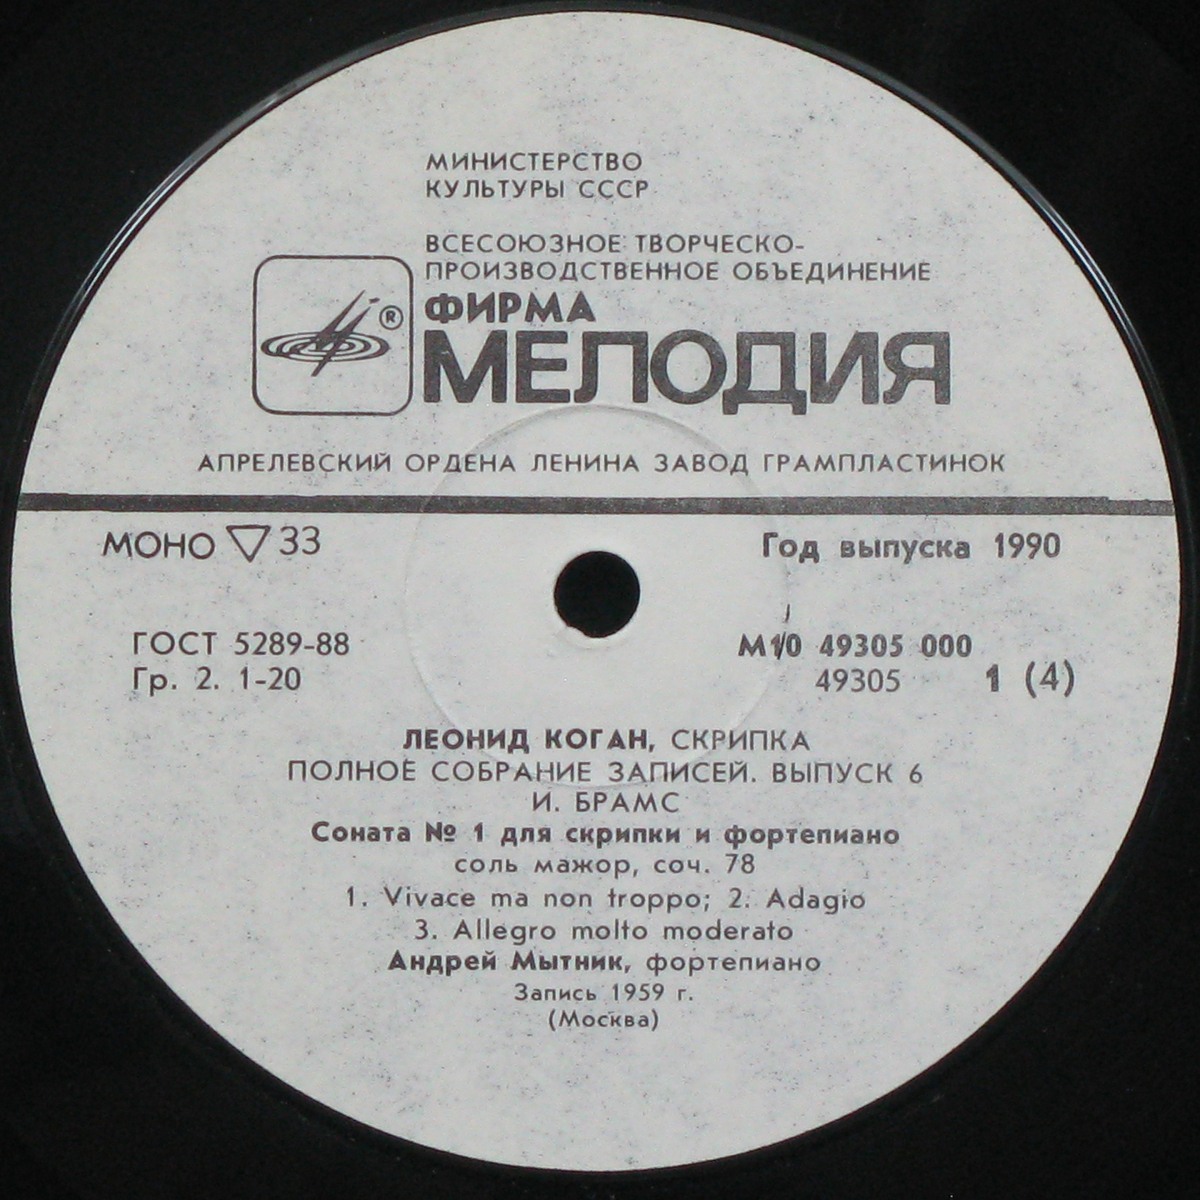 МИНИСТЕРСТВО
КУЛЬТУРЫ СССР
ВСЕСОЮЗНОЕ ТВОРЧЕСКО-
ПРОИЗВОДСТВЕННОЕ ОБЪЕДИНЕНИЕ
ФИРМА
®
МЕЛОДИЯ
АПРЕЛЕВСКИЙ ОРДЕНА ЛЕНИНА ЗАВОД ГРАМПЛАСТИНОК
МОНО ▽ 33 Год выпуска 1990
ГОСТ 5289-88 М10 49305 000
Гр. 2. 1-20 49305 1 (4)
ЛЕОНИД КОГАН, СКРИПКА
ПОЛНОЕ СОБРАНИЕ ЗАПИСЕЙ. ВЫПУСК 6
И. БРАМС
Соната № 1 для скрипки и фортепиано
соль мажор, соч. 78
1. Vivace ma non troppo; 2. Adagio
3. Allegro molto moderato
Андрей Мытник, фортепиано
Запись 1959 г.
(Москва)